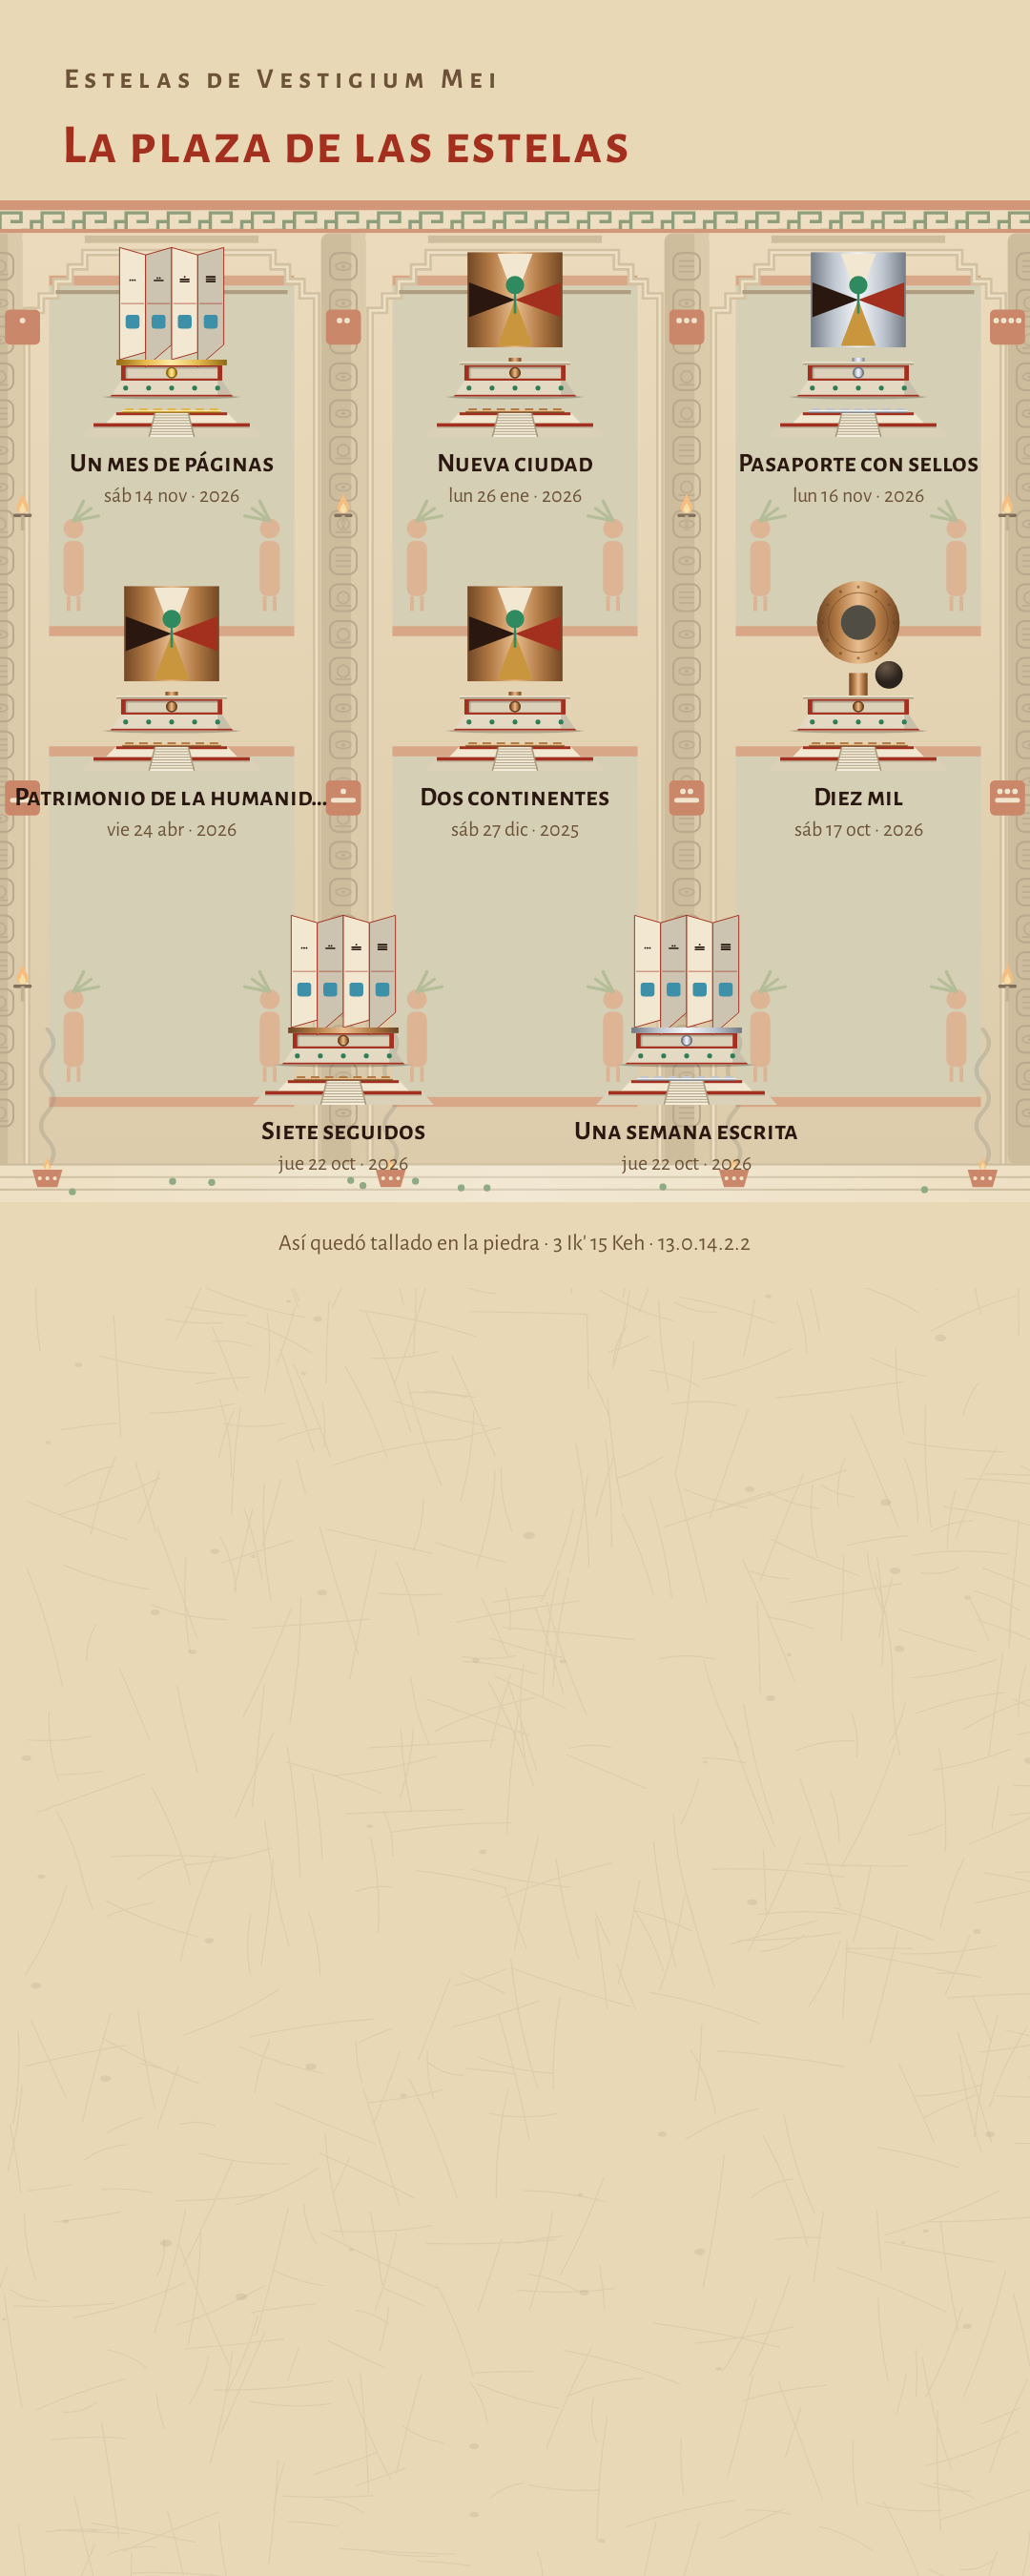 Estelas de Vestigium Mei
La plaza de las estelas
Un mes de páginas
sáb 14 nov · 2026
Nueva ciudad
lun 26 ene · 2026
Pasaporte con sellos
lun 16 nov · 2026
Patrimonio de la humanid…
vie 24 abr · 2026
Dos continentes
sáb 27 dic · 2025
Diez mil
sáb 17 oct · 2026
Siete seguidos
jue 22 oct · 2026
Una semana escrita
jue 22 oct · 2026
Así quedó tallado en la piedra · 3 Ik' 15 Keh · 13.0.14.2.2